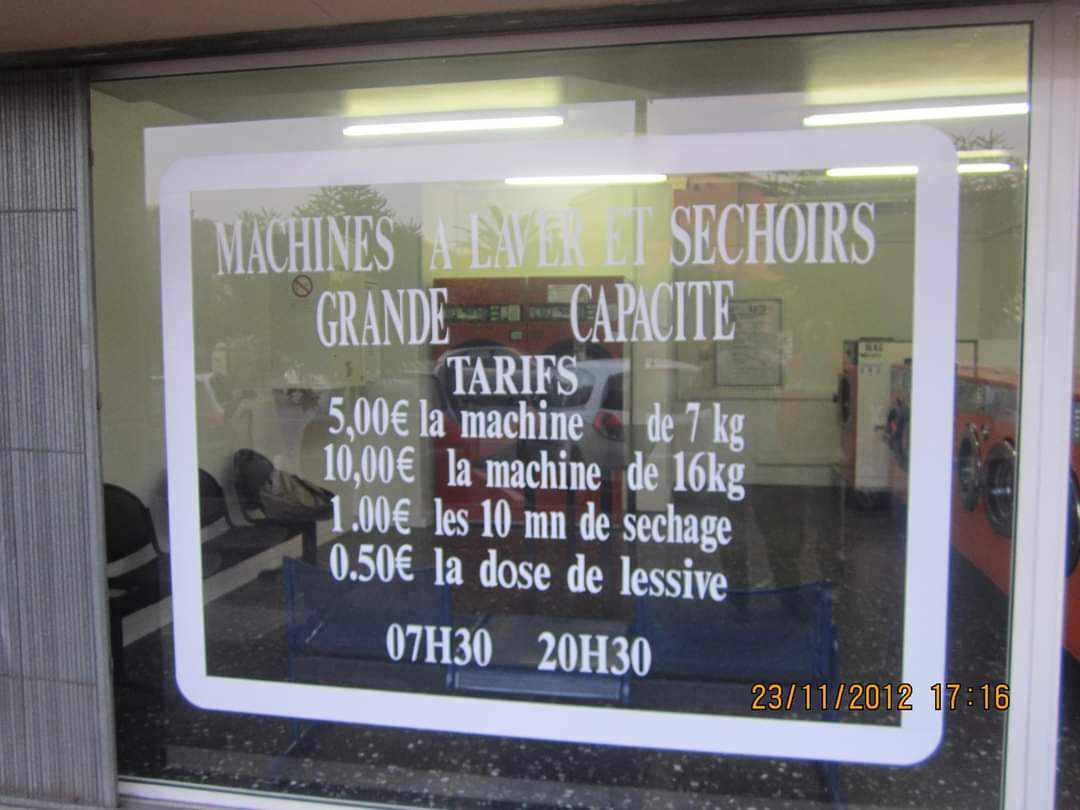 MACHINES A LAVER ET SECHOIRS
GRANDE CAPACITE
TARIFS
5,00€ la machine de 7 kg
10,00€ la machine de 16kg
1.00€ les 10 mn de sechage
0.50€ la dose de lessive
07H30 20H30
23/11/2012 17:16